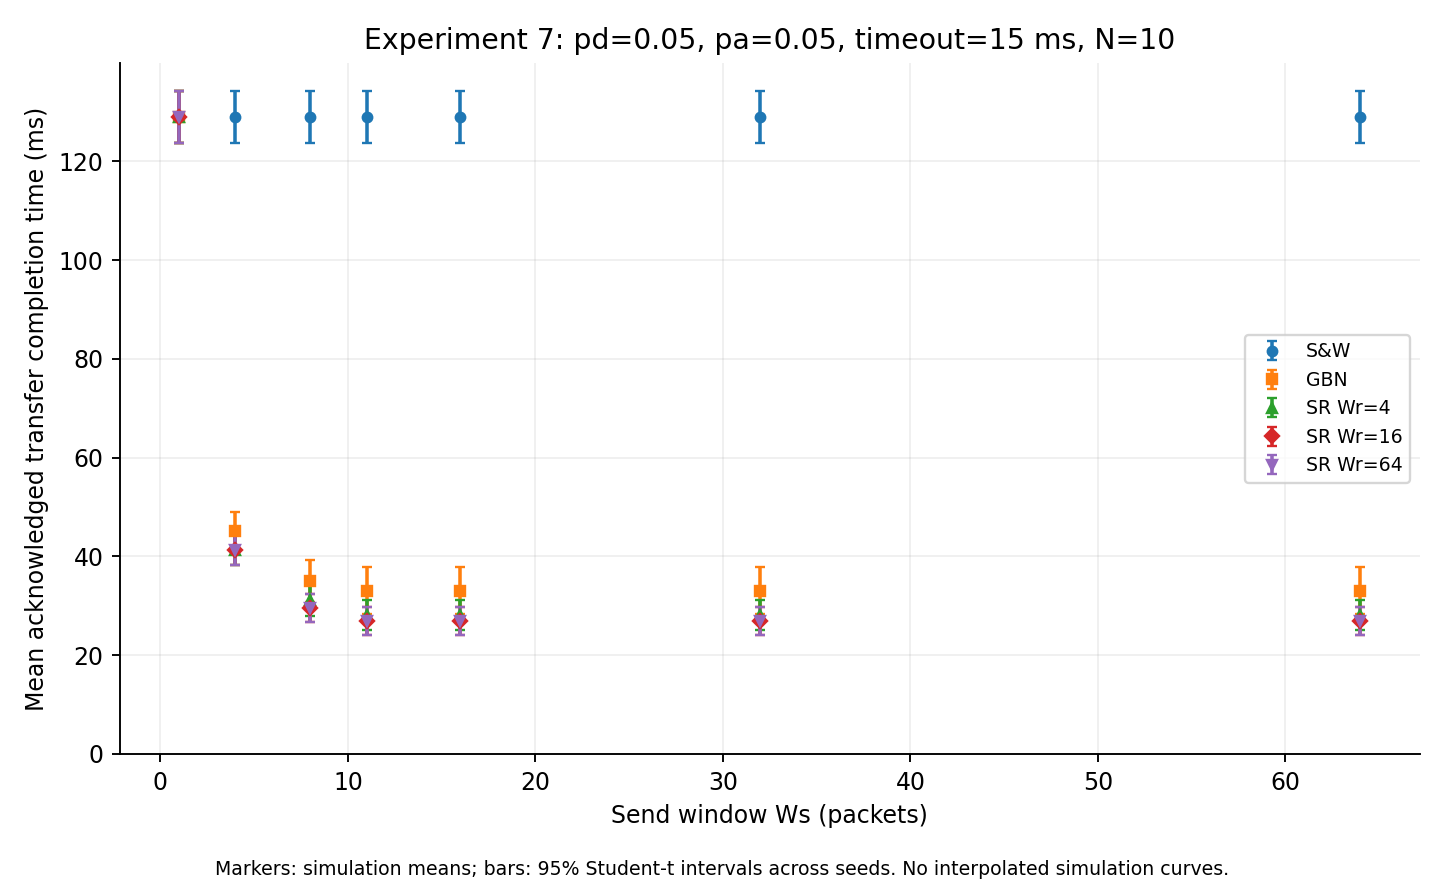 Experiment 7: pd=0.05, pa=0.05, timeout=15 ms, N=10
Mean acknowledged transfer completion time (ms)
120
100
80
60
40
20
0
S&W
GBN
SR Wr=4
SR Wr=16
SR Wr=64
0 10 20 30 40 50 60
Send window Ws (packets)
Markers: simulation means; bars: 95% Student-t intervals across seeds. No interpolated simulation curves.